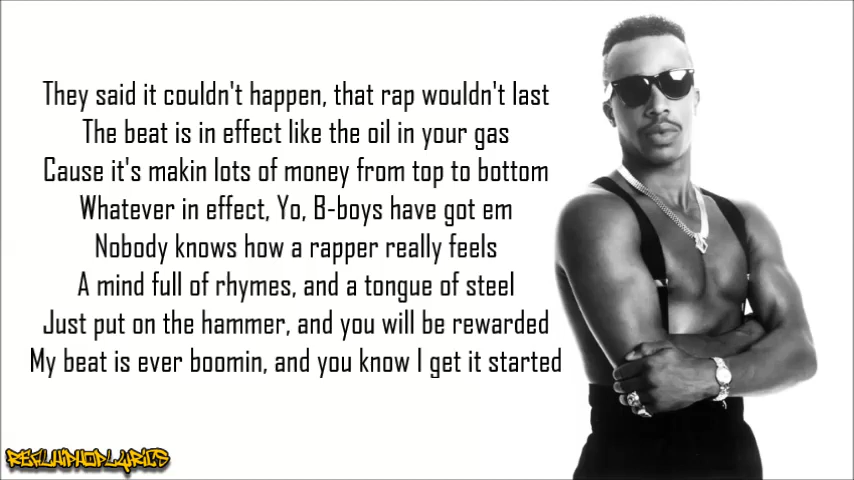 They said it couldn't happen, that rap wouldn't last
The beat is in effect like the oil in your gas
Cause it's makin lots of money from top to bottom
Whatever in effect, Yo, B-boys have got em
Nobody knows how a rapper really feels
A mind full of rhymes, and a tongue of steel
Just put on the hammer, and you will be rewarded
My beat is ever boomin, and you know I get it started
REALHIPHOPLYRICS